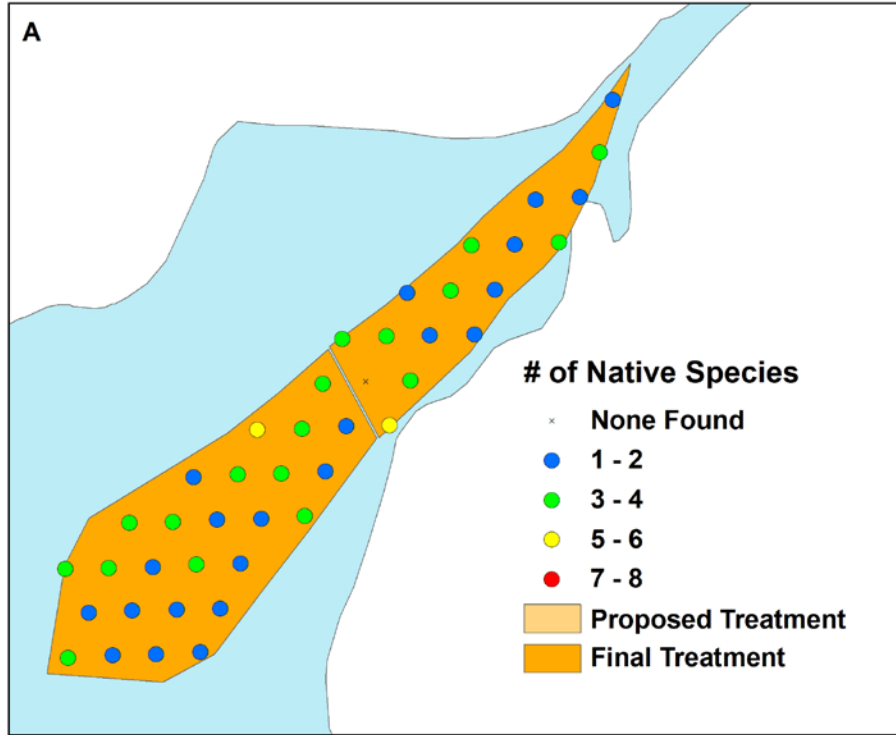 A
# of Native Species
None Found
1 - 2
3 - 4
5 - 6
7 - 8
Proposed Treatment
Final Treatment